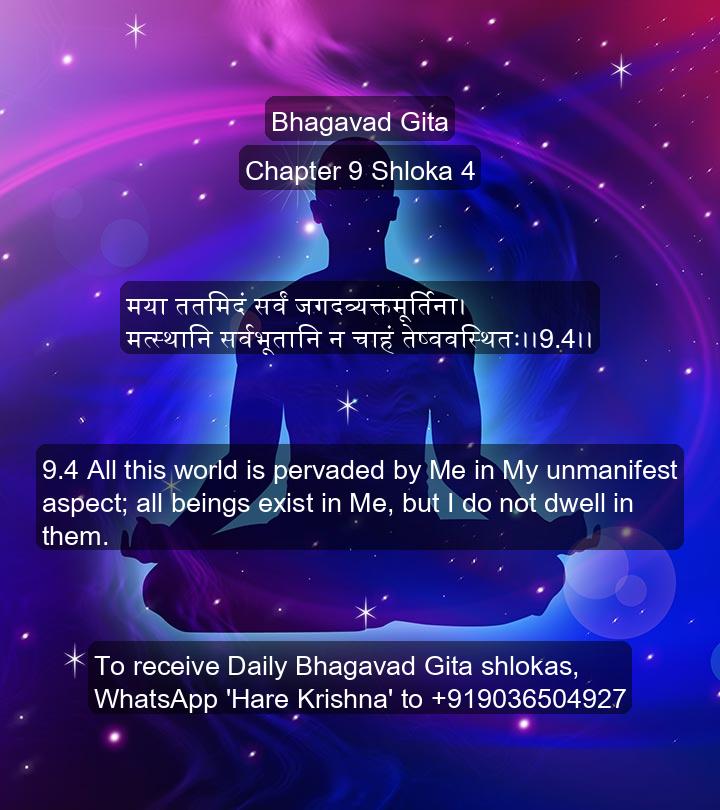 Bhagavad Gita
Chapter 9 Shloka 4
मया ततमिदं सर्वं जगदव्यक्तमूर्तिना।
मत्स्थानि सर्वभूतानि न चाहं तेष्ववस्थितः।।9.4।।
9.4 All this world is pervaded by Me in My unmanifest
aspect; all beings exist in Me, but I do not dwell in
them.
To receive Daily Bhagavad Gita shlokas,
WhatsApp 'Hare Krishna' to +919036504927